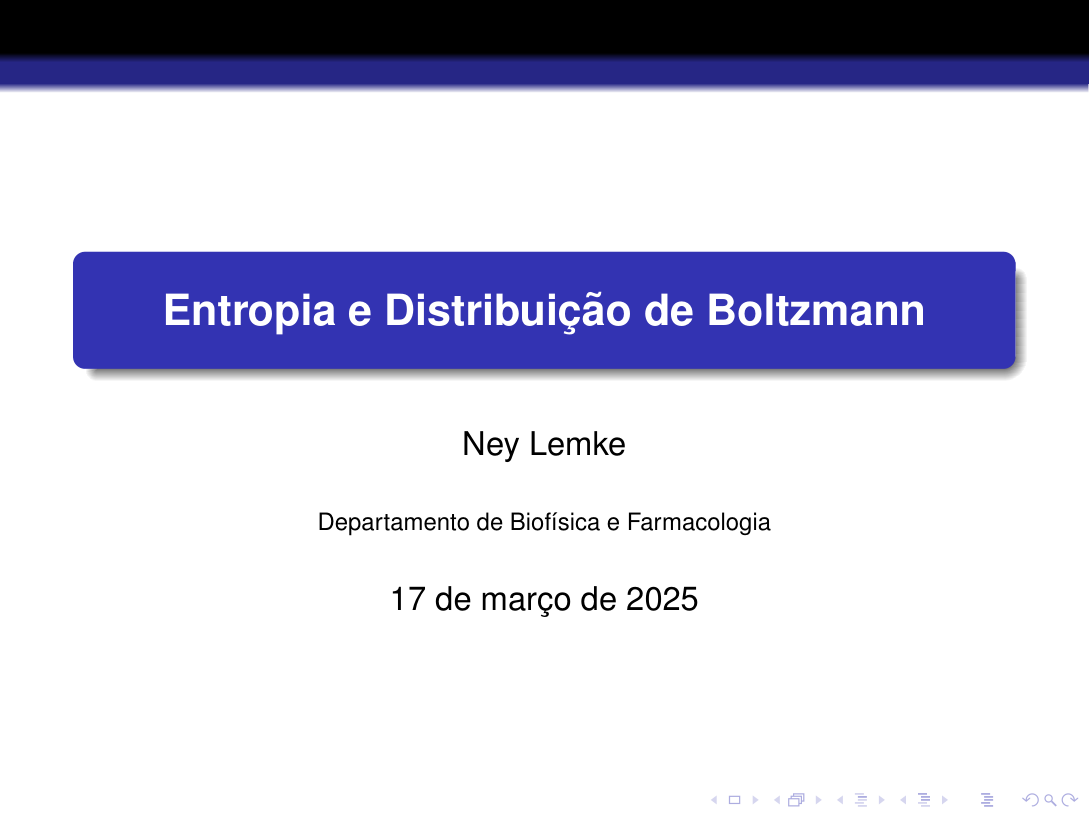 Entropia e Distribuição de Boltzmann
Ney Lemke
Departamento de Biofísica e Farmacologia
17 de março de 2025